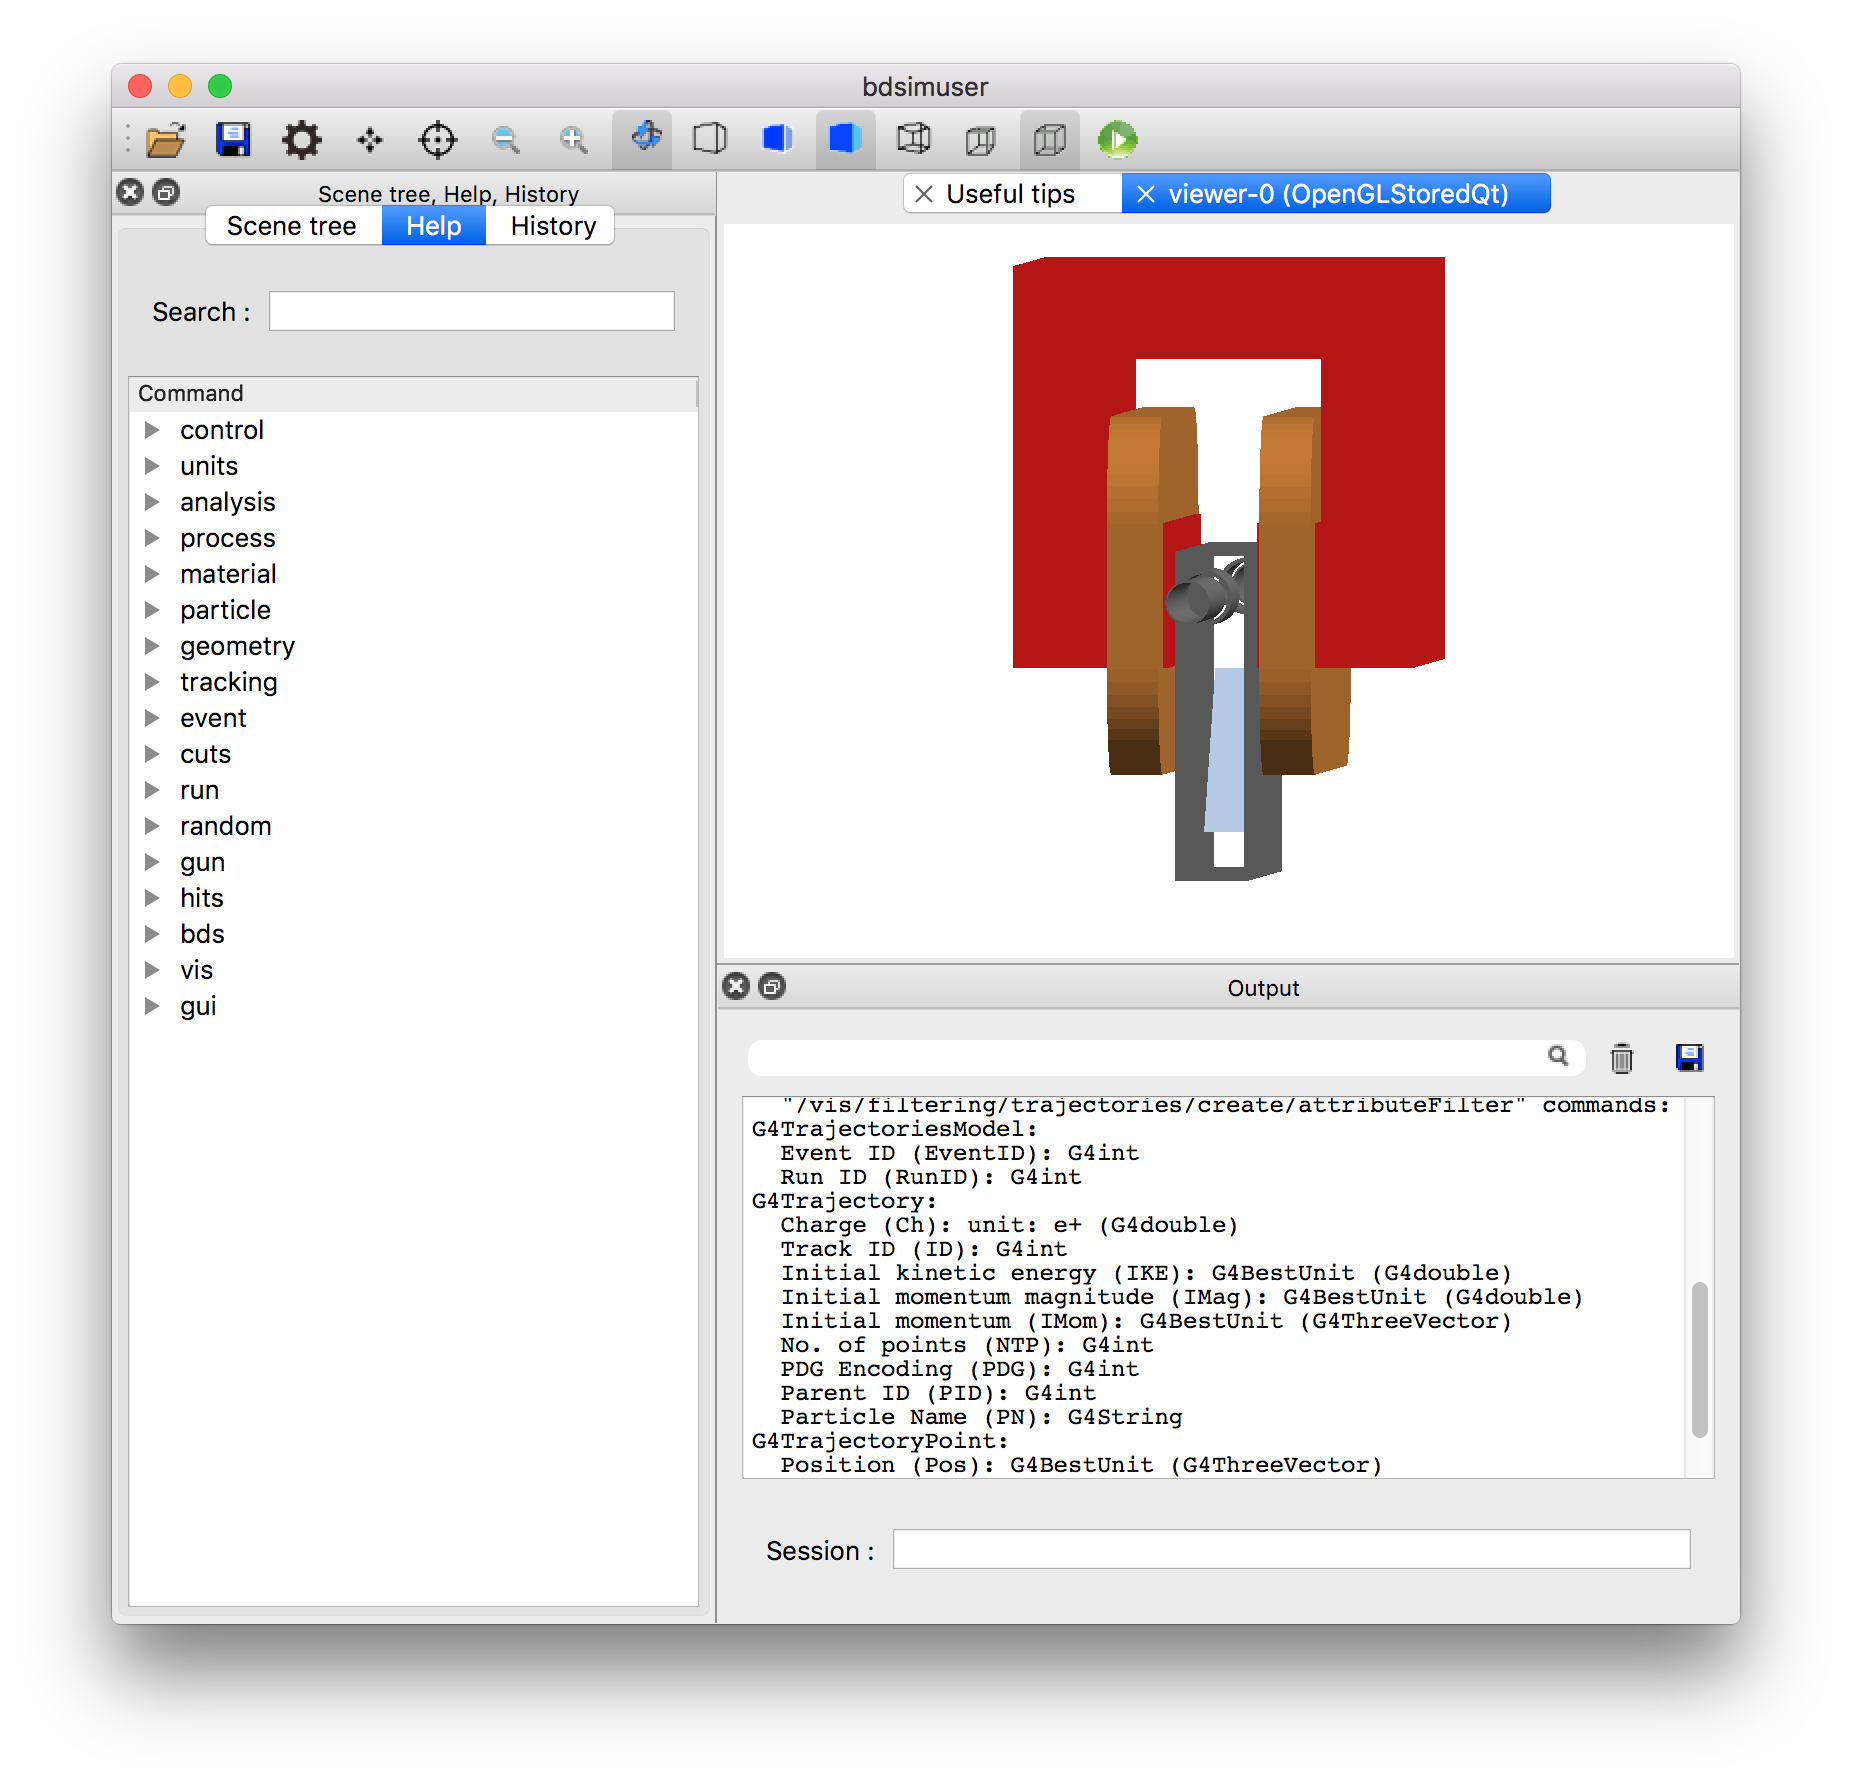 bdsimuser
Scene tree, Help, History
Scene tree Help History
Search :
Command
control
units
analysis
process
material
particle
geometry
tracking
event
cuts
run
random
gun
hits
bds
vis
gui
Useful tips viewer-0 (OpenGLStoredQt)
Output
"/vis/filtering/trajectories/create/attributeFilter" commands:
G4TrajectoriesModel:
Event ID (EventID): G4int
Run ID (RunID): G4int
G4Trajectory:
Charge (Ch): unit: e+ (G4double)
Track ID (ID): G4int
Initial kinetic energy (IKE): G4BestUnit (G4double)
Initial momentum magnitude (IMag): G4BestUnit (G4double)
Initial momentum (IMom): G4BestUnit (G4ThreeVector)
No. of points (NTP): G4int
PDG Encoding (PDG): G4int
Parent ID (PID): G4int
Particle Name (PN): G4String
G4TrajectoryPoint:
Position (Pos): G4BestUnit (G4ThreeVector)
Session :